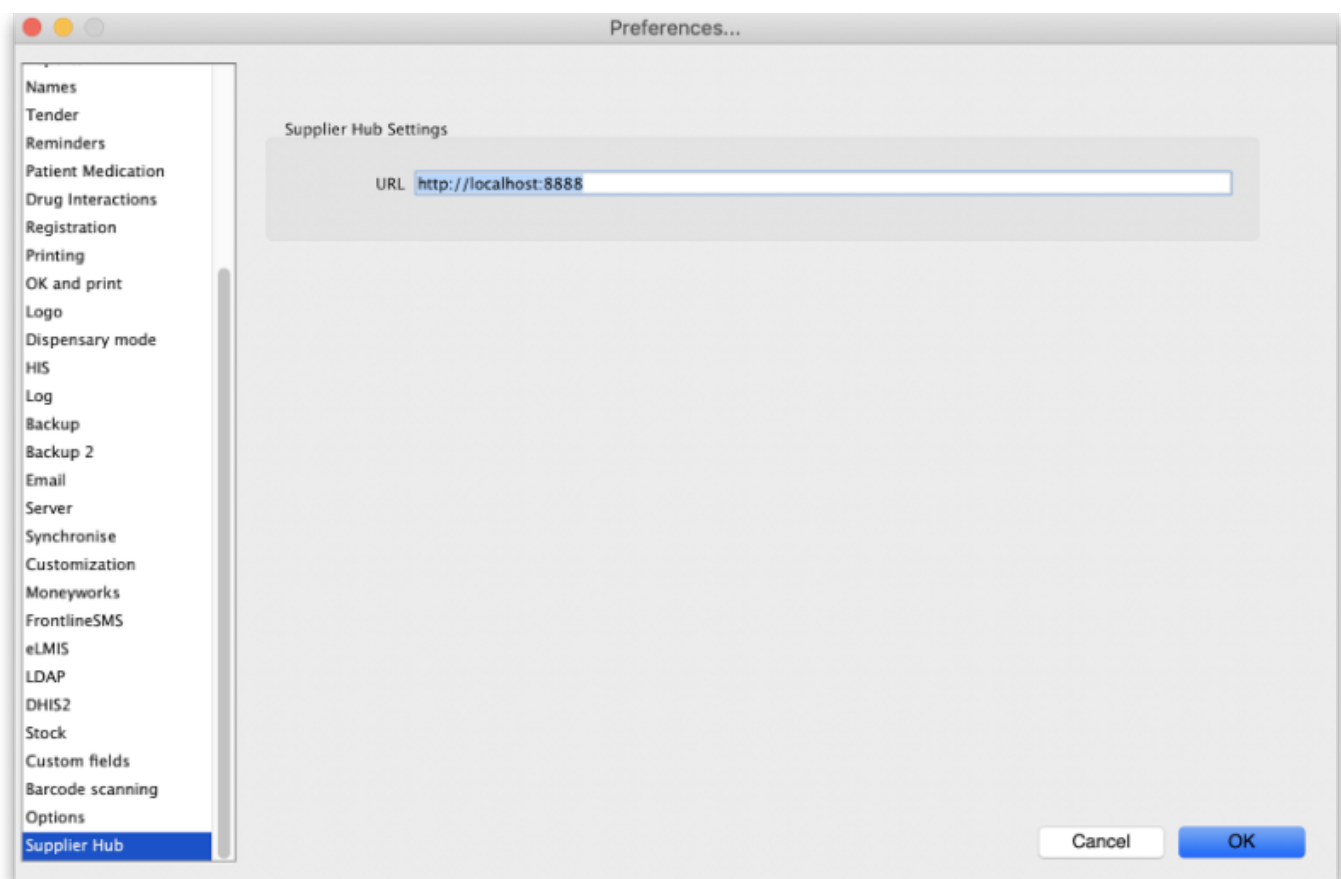 Preferences...
Names
Tender
Reminders
Patient Medication
Drug Interactions
Registration
Printing
OK and print
Logo
Dispensary mode
HIS
Log
Backup
Backup 2
Email
Server
Synchronise
Customization
Moneyworks
FrontlineSMS
eLMIS
LDAP
DHIS2
Stock
Custom fields
Barcode scanning
Options
Supplier Hub
Supplier Hub Settings
URL http://localhost:8888
Cancel OK